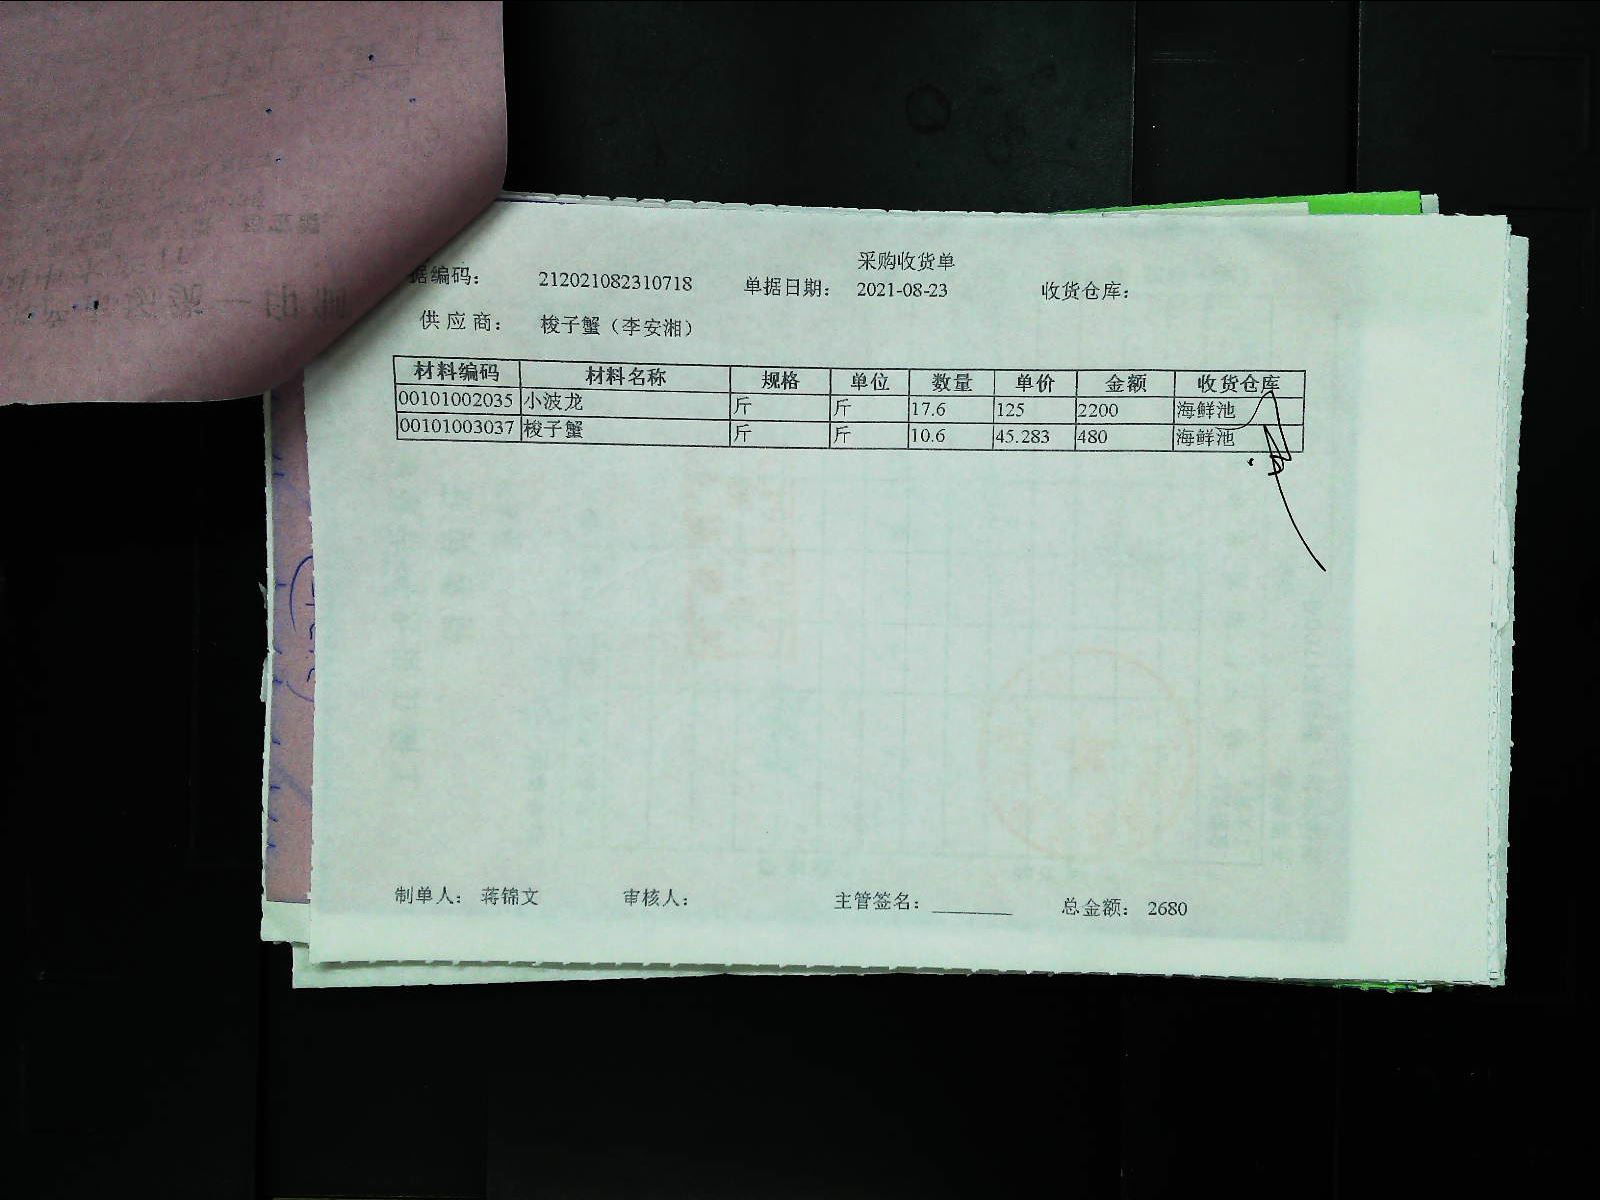 采购收货单
据编码： 212021082310718 单据日期： 2021-08-23 收货仓库：
供 应 商： 梭子蟹（李安湘）
材料编码 材料名称 规格 单位 数量 单价 金额 收货仓库
00101002035 小波龙 斤 斤 17.6 125 2200 海鲜池
00101003037 梭子蟹 斤 斤 10.6 45.283 480 海鲜池
制单人： 蒋锦文 审核人： 主管签名： 总金额： 2680